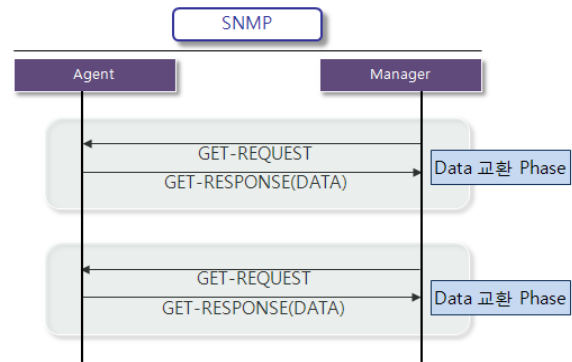 SNMP
Agent
Manager
GET-REQUEST
GET-RESPONSE(DATA)
Data 교환 Phase
GET-REQUEST
GET-RESPONSE(DATA)
Data 교환 Phase